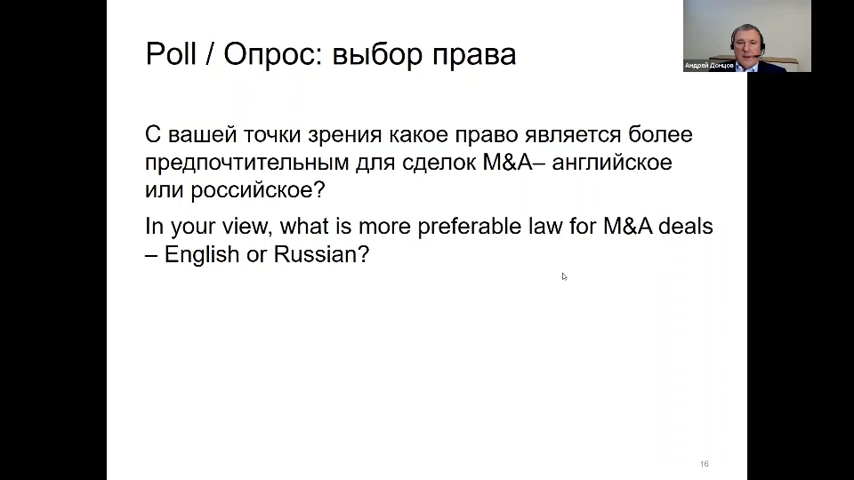 Poll / Опрос: выбор права
Андрей Донцов
С вашей точки зрения какое право является более
предпочтительным для сделок M&A– английское
или российское?
In your view, what is more preferable law for M&A deals
– English or Russian?
16